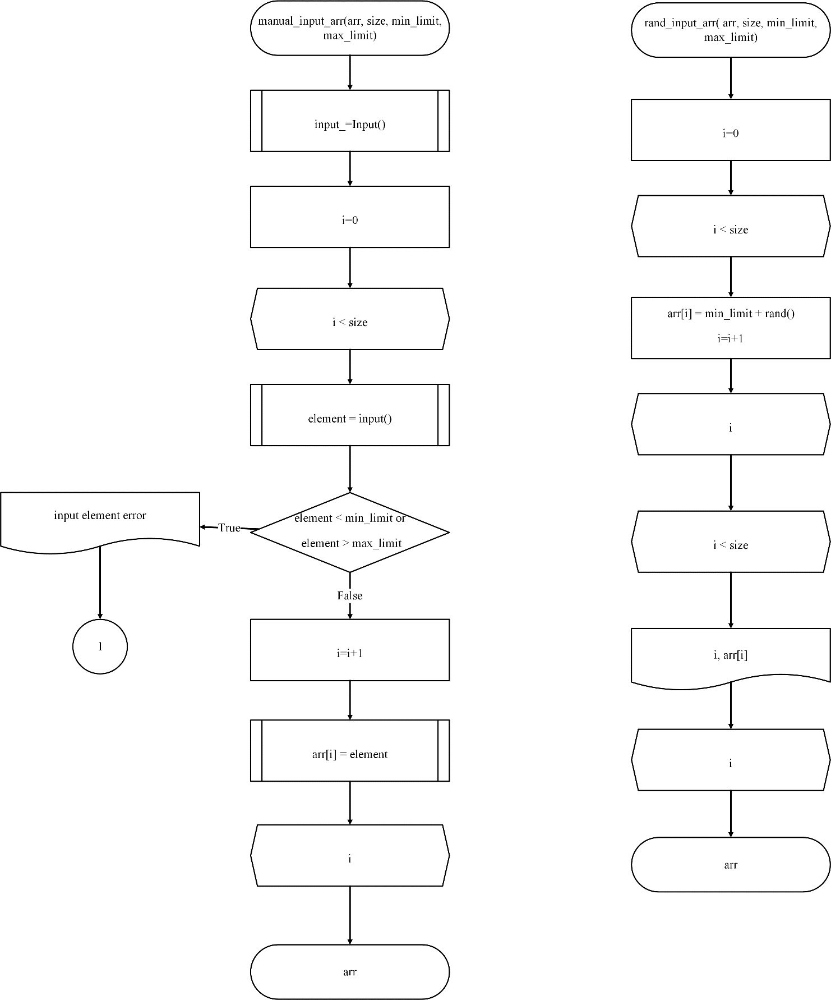 manual_input_arr(arr, size, min_limit,
max_limit)
input_=Input()
i=0
i < size
element = input()
element < min_limit or
element > max_limit
True
input element error
1
False
i=i+1
arr[i] = element
i
arr
rand_input_arr( arr, size, min_limit,
max_limit)
i=0
i < size
arr[i] = min_limit + rand()
i=i+1
i
i < size
i, arr[i]
i
arr